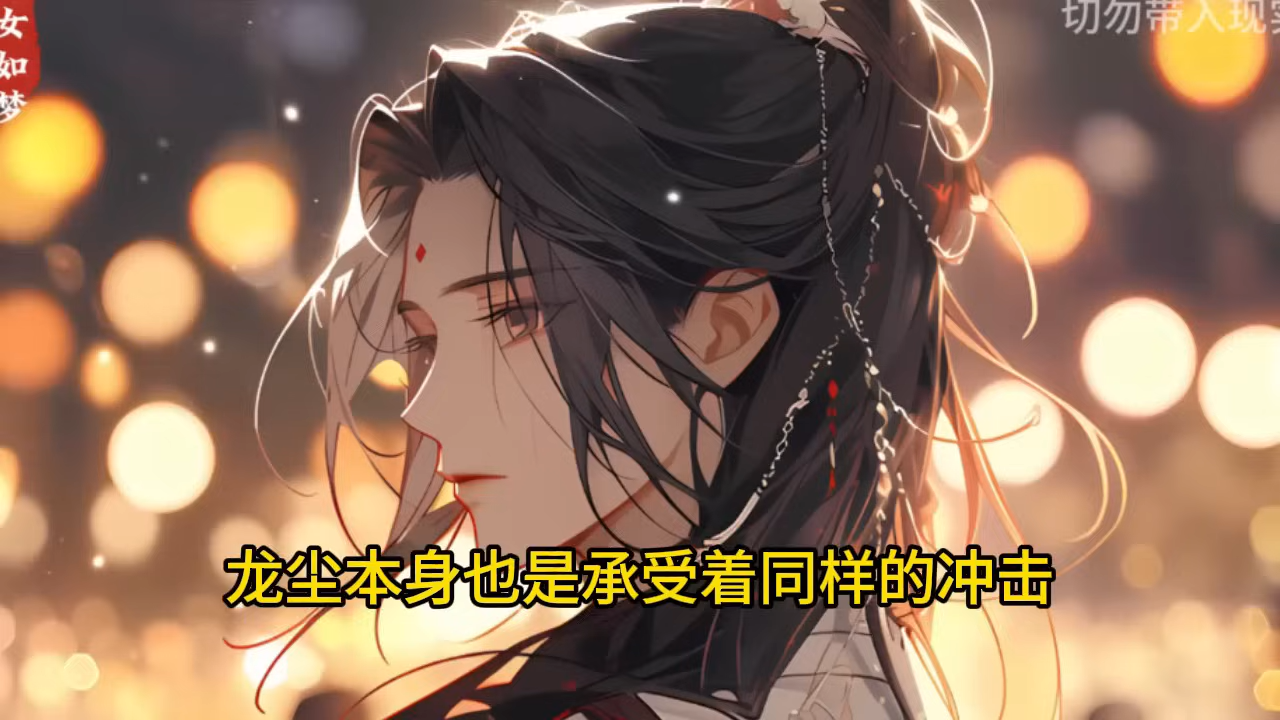 女如梦
切勿带入现实
龙尘本身也是承受着同样的冲击